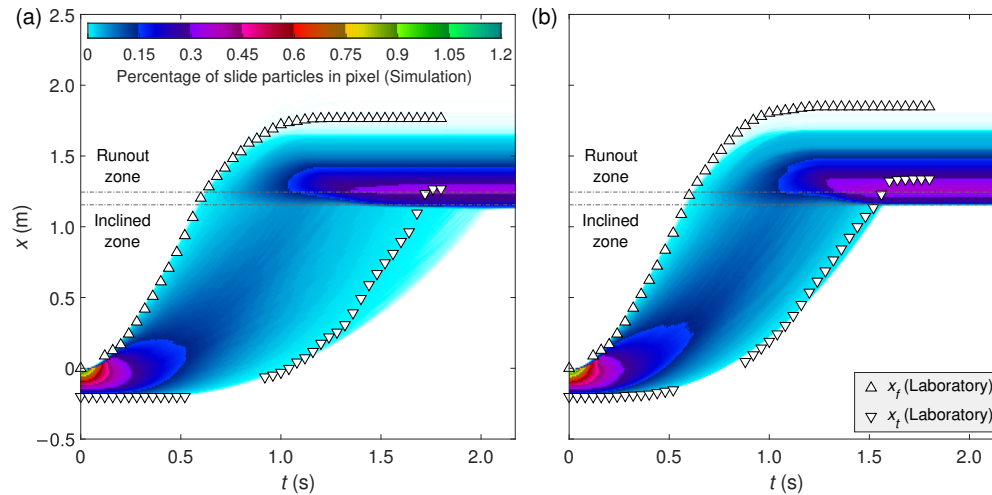 (a)
(b)
2.5
2.0
1.5
1.0
0.5
0
−0.5
x (m)
0 0.15 0.3 0.45 0.6 0.75 0.9 1.05 1.2
Percentage of slide particles in pixel (Simulation)
Runout
zone
Inclined
zone
Runout
zone
Inclined
zone
x_f (Laboratory)
x_t (Laboratory)
0 0.5 1.0 1.5 2.0
t (s)
0 0.5 1.0 1.5 2.0
t (s)